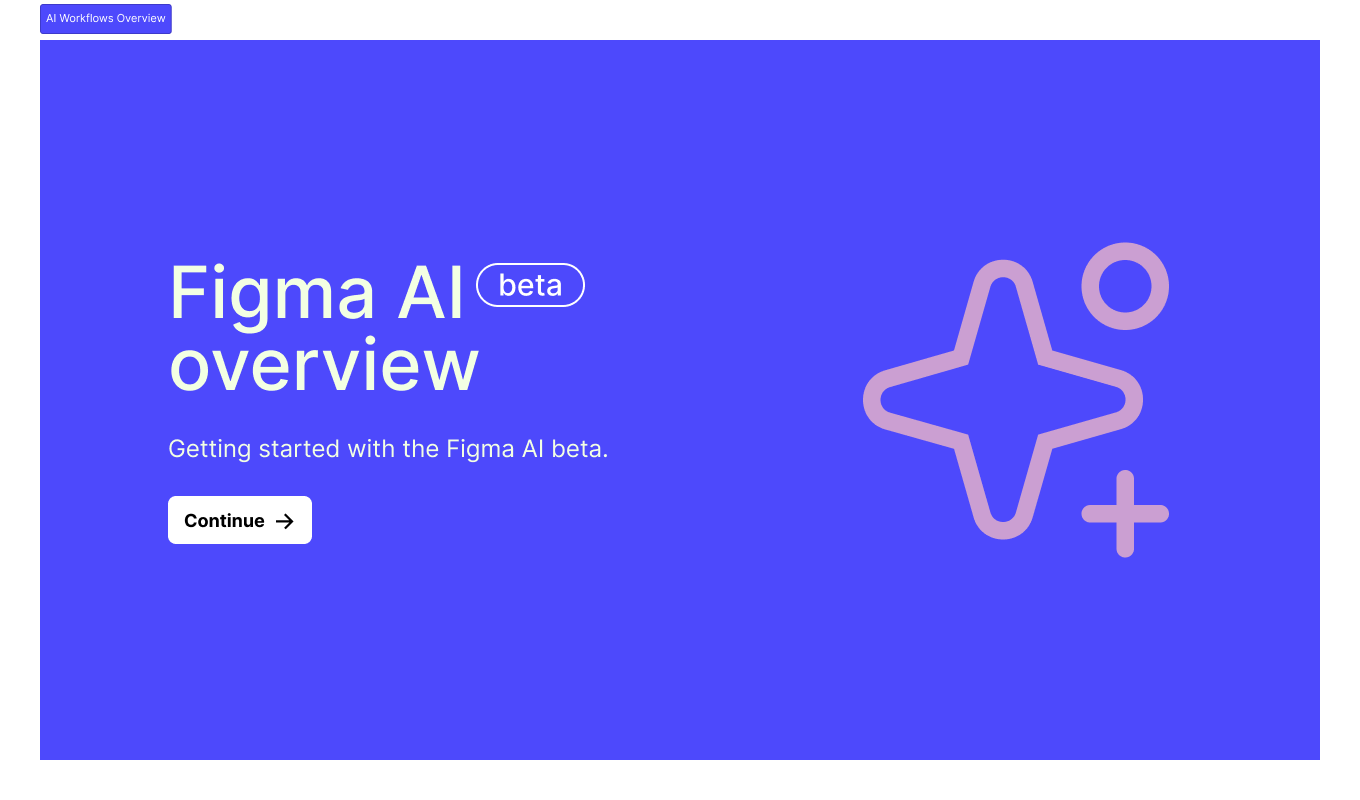 AI Workflows Overview
Figma AI beta
overview
Getting started with the Figma AI beta.
Continue →